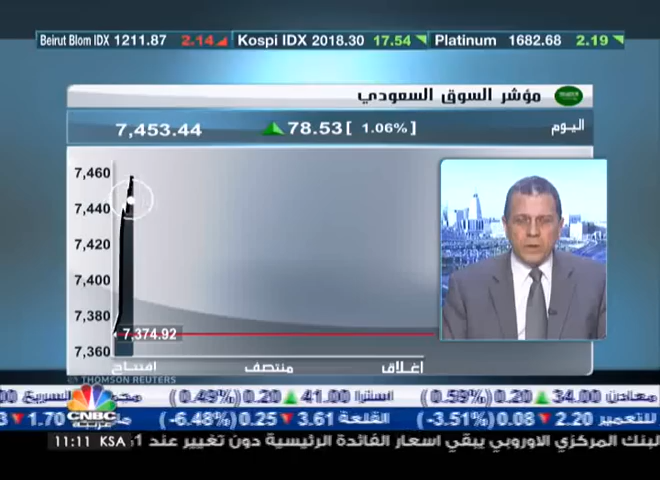 Beirut Blom IDX 1211.87 2.14 Kospi IDX 2018.30 17.54 Platinum 1682.68 2.19
مؤشر السوق السعودي
اليوم 78.53[ 1.06%] 7,453.44
7,460
7,440
7,420
7,400
7,380
7,374.92
7,360
افتتاح منتصف إغلاق
THOMSON REUTERS
معادن 34.00 0.20 (0.59%) استرا 41.00 0.20 (0.49%)
للتعمير 2.20 0.08 (-3.51%) القلعة 3.61 0.25 (-6.48%) 1.70
CNBC عربية
11:11 KSA البنك المركزي الاوروبي يبقي اسعار الفائدة الرئيسية دون تغيير عند